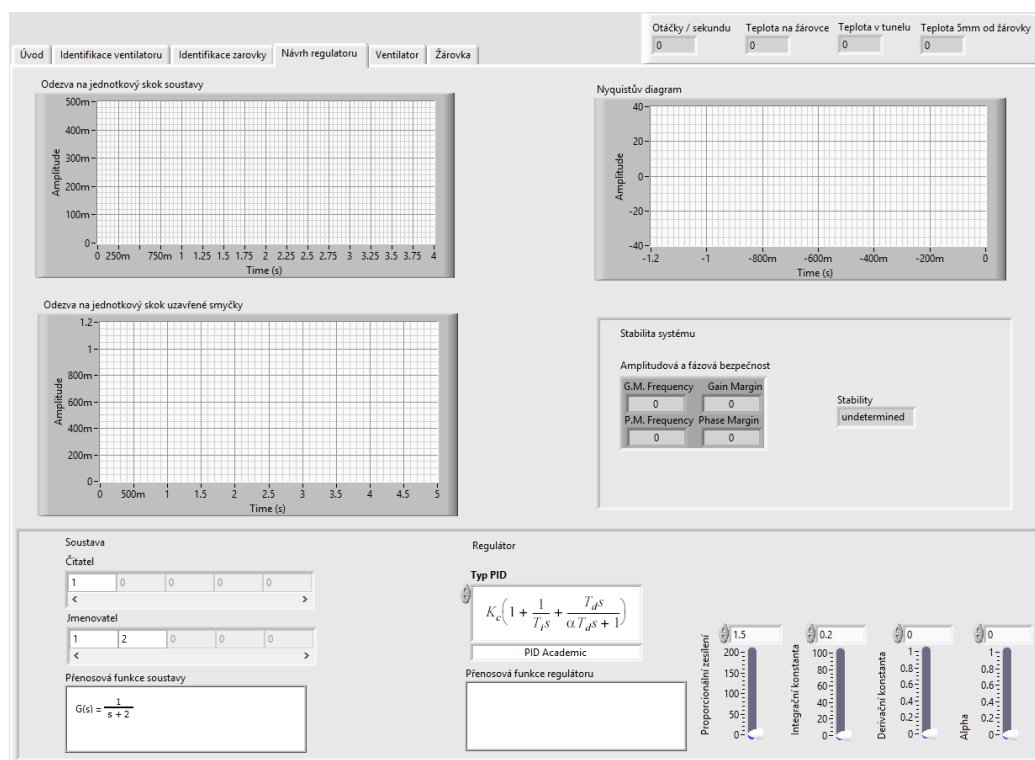 Otáčky / sekundu Teplota na žárovce Teplota v tunelu Teplota 5mm od žárovky
0 0 0 0
Úvod Identifikace ventilatoru Identifikace zarovky Návrh regulatoru Ventilator Žárovka
Odezva na jednotkový skok soustavy
500m
400m
300m
200m
100m
0
Amplitude
0 250m 750m 1 1.25 1.5 1.75 2 2.25 2.5 2.75 3 3.25 3.5 3.75 4
Time (s)
Nyquistův diagram
40
20
0
-20
-40
Amplitude
-1.2 -1 -800m -600m -400m -200m 0
Time (s)
Odezva na jednotkový skok uzavřené smyčky
1.2
1
800m
600m
400m
200m
0
Amplitude
0 500m 1 1.5 2 2.5 3 3.5 4 4.5 5
Time (s)
Stabilita systému
Amplitudová a fázová bezpečnost
G.M. Frequency Gain Margin
0 0
P.M. Frequency Phase Margin
0 0
Stability
undetermined
Soustava
Čitatel
1 0 0 0 0
Jmenovatel
1 2 0 0 0
Přenosová funkce soustavy
G(s) = 1 / s + 2
Regulátor
Typ PID
K_c(1 + 1 / T_i s + T_d s / α T_d s + 1)
PID Academic
Přenosová funkce regulátoru
Proporcionální zesílení
1.5
200
150
100
50
0
Integrační konstanta
0.2
100
80
60
40
20
0
Derivační konstanta
0
1
0.8
0.6
0.4
0.2
0
Alpha
0
1
0.8
0.6
0.4
0.2
0